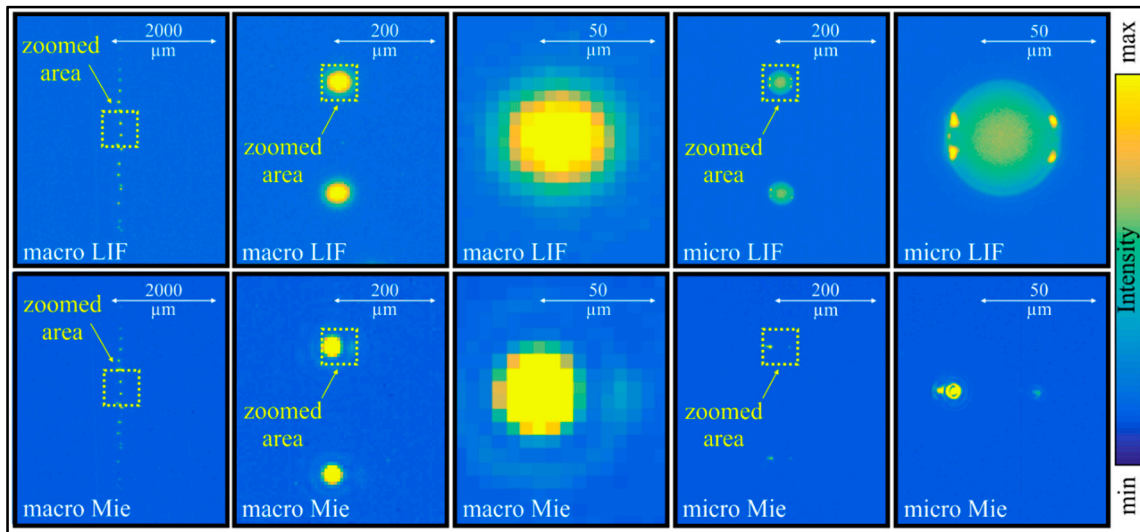 2000
µm
zoomed
area
macro LIF
200
µm
zoomed
area
macro LIF
50
µm
macro LIF
200
µm
zoomed
area
micro LIF
50
µm
micro LIF
2000
µm
zoomed
area
macro Mie
200
µm
zoomed
area
macro Mie
50
µm
macro Mie
200
µm
zoomed
area
micro Mie
50
µm
micro Mie
max
Intensity
min